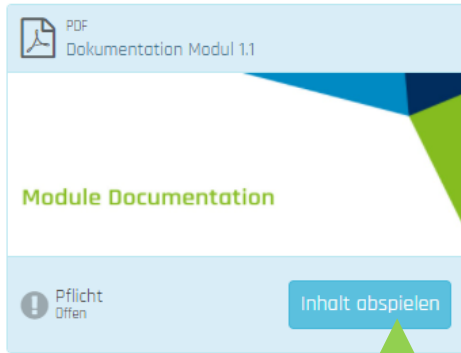 PDF
Dokumentation Modul 1.1
Module Documentation
Pflicht
Offen
Inhalt abspielen